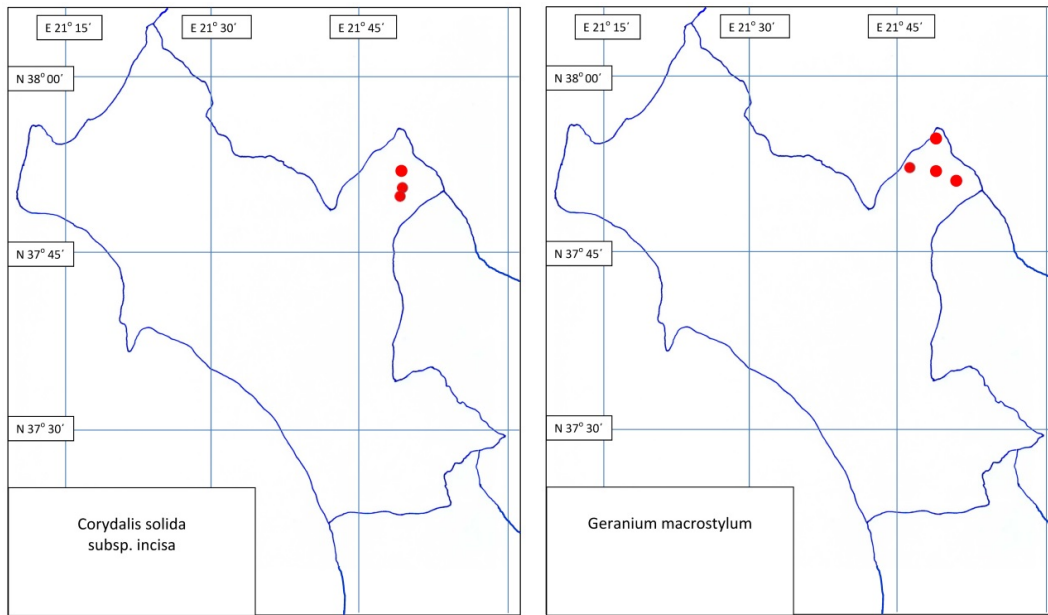 E 21° 15´
E 21° 30´
E 21° 45´
N 38° 00´
N 37° 45´
N 37° 30´
Corydalis solida
subsp. incisa
E 21° 15´
E 21° 30´
E 21° 45´
N 38° 00´
N 37° 45´
N 37° 30´
Geranium macrostylum